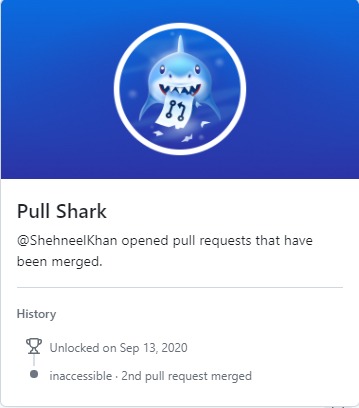 Pull Shark
@ShehneelKhan opened pull requests that have
been merged.
History
Unlocked on Sep 13, 2020
inaccessible · 2nd pull request merged